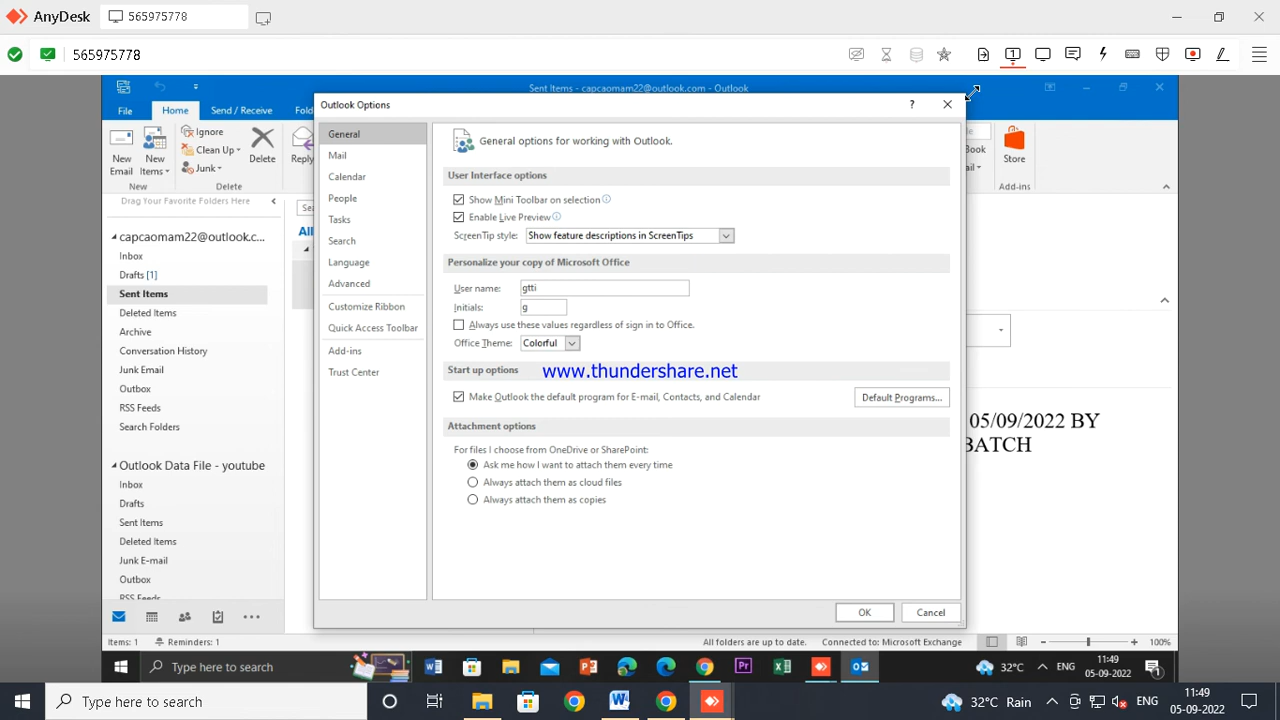 AnyDesk
565975778
565975778
Sent Items - capcaomam22@outlook.com - Outlook
File
Home
Send / Receive
Outlook Options
New Email
New Items
New
Ignore
Clean Up
Junk
Delete
Delete
Reply
Book
Store
Add-ins
Drag Your Favorite Folders Here
capcaomam22@outlook.c...
Inbox
Drafts [1]
Sent Items
Deleted Items
Archive
Conversation History
Junk Email
Outbox
RSS Feeds
Search Folders
Outlook Data File - youtube
Inbox
Drafts
Sent Items
Deleted Items
Junk E-mail
Outbox
RSS Feeds
General
Mail
Calendar
People
Tasks
Search
Language
Advanced
Customize Ribbon
Quick Access Toolbar
Add-ins
Trust Center
General options for working with Outlook.
User Interface options
Show Mini Toolbar on selection
Enable Live Preview
ScreenTip style: Show feature descriptions in ScreenTips
Personalize your copy of Microsoft Office
User name: gtti
Initials: g
Always use these values regardless of sign in to Office.
Office Theme: Colorful
Start up options
www.thundershare.net
Make Outlook the default program for E-mail, Contacts, and Calendar
Default Programs...
Attachment options
For files I choose from OneDrive or SharePoint:
Ask me how I want to attach them every time
Always attach them as cloud files
Always attach them as copies
OK
Cancel
05/09/2022 BY
BATCH
Items: 1
Reminders: 1
All folders are up to date.
Connected to: Microsoft Exchange
100%
Type here to search
32°C
ENG
11:49
05-09-2022
Type here to search
32°C Rain
ENG
11:49
05-09-2022